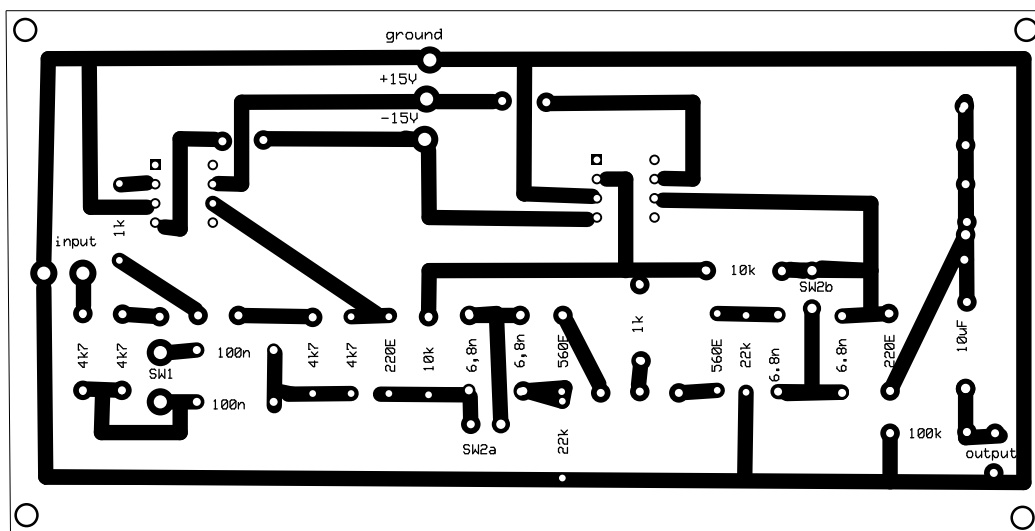 ground
+15V
-15V
1k
input
10k
SW2b
4k7
4k7
SW1
100n
100n
4k7
4k7
220E
10k
6,8n
6,8n
560E
1k
560E
22k
6.8n
6.8n
220E
10uF
SW2a
22k
100k
output